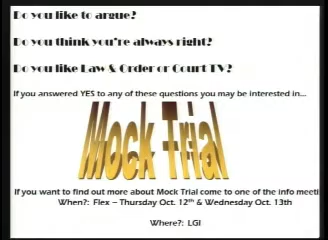 Do you like to argue?
Do you think you're always right?
Do you like Law & Order or Court TV?
If you answered YES to any of these questions you may be interested in...
Mock Trial
If you want to find out more about Mock Trial come to one of the info meeti
When?: Flex – Thursday Oct. 12th & Wednesday Oct. 13th
Where?: LGI